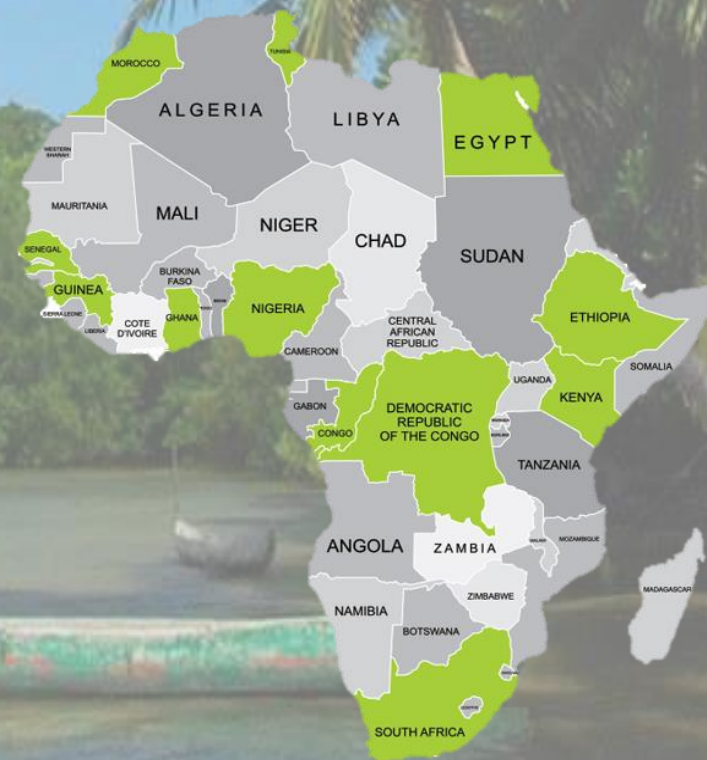 MOROCCO
TUNISIA
ALGERIA
LIBYA
EGYPT
WESTERN
MAURITANIA
MALI
NIGER
CHAD
SUDAN
SENEGAL
GUINEA
BURKINA
FASO
SIERRA LEONE
LIBERIA
COTE
D'IVOIRE
GHANA
NIGERIA
CAMEROON
CENTRAL
AFRICAN
REPUBLIC
ETHIOPIA
SOMALIA
UGANDA
KENYA
GABON
CONGO
DEMOCRATIC
REPUBLIC
OF THE CONGO
TANZANIA
ANGOLA
ZAMBIA
MALAWI
MOZAMBIQUE
ZIMBABWE
MADAGASCAR
NAMIBIA
BOTSWANA
SOUTH AFRICA